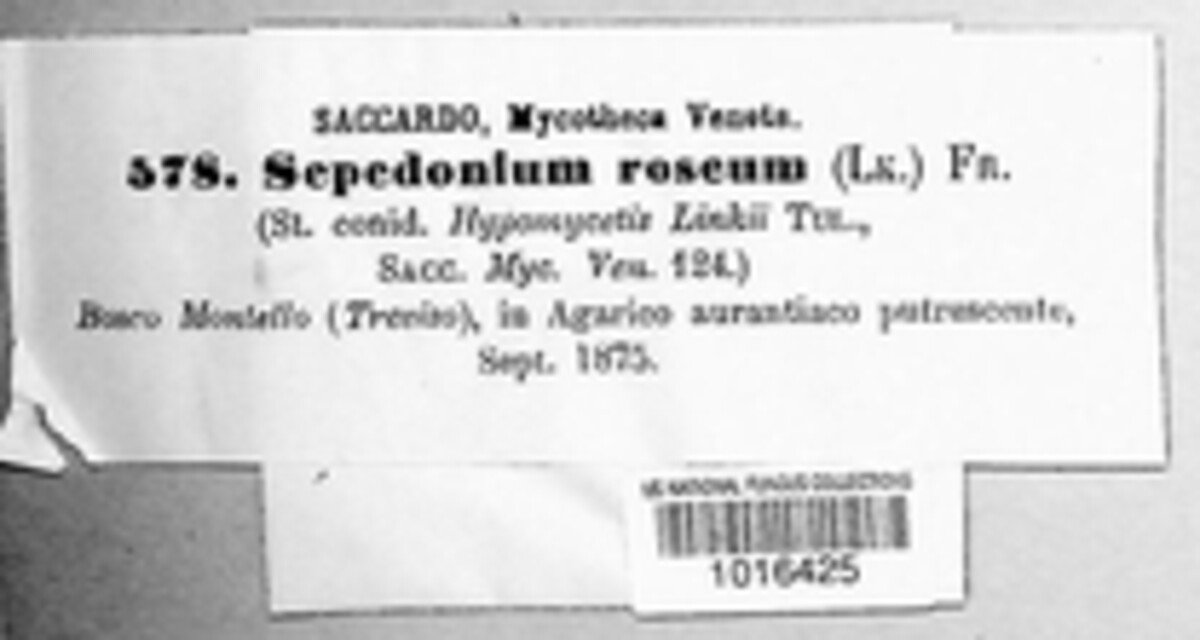 SACCARDO, Mycotheca Veneta.
578. Sepedonium roseum (Lk.) Fr.
(St. conid. Hypomycetis Linkii Tul.,
Sacc. Myc. Ven. 124.)
Bosco Montello (Treviso), in Agarico aurantiaco putrescente,
Sept. 1875.
US NATIONAL FUNGUS COLLECTIONS
1016425